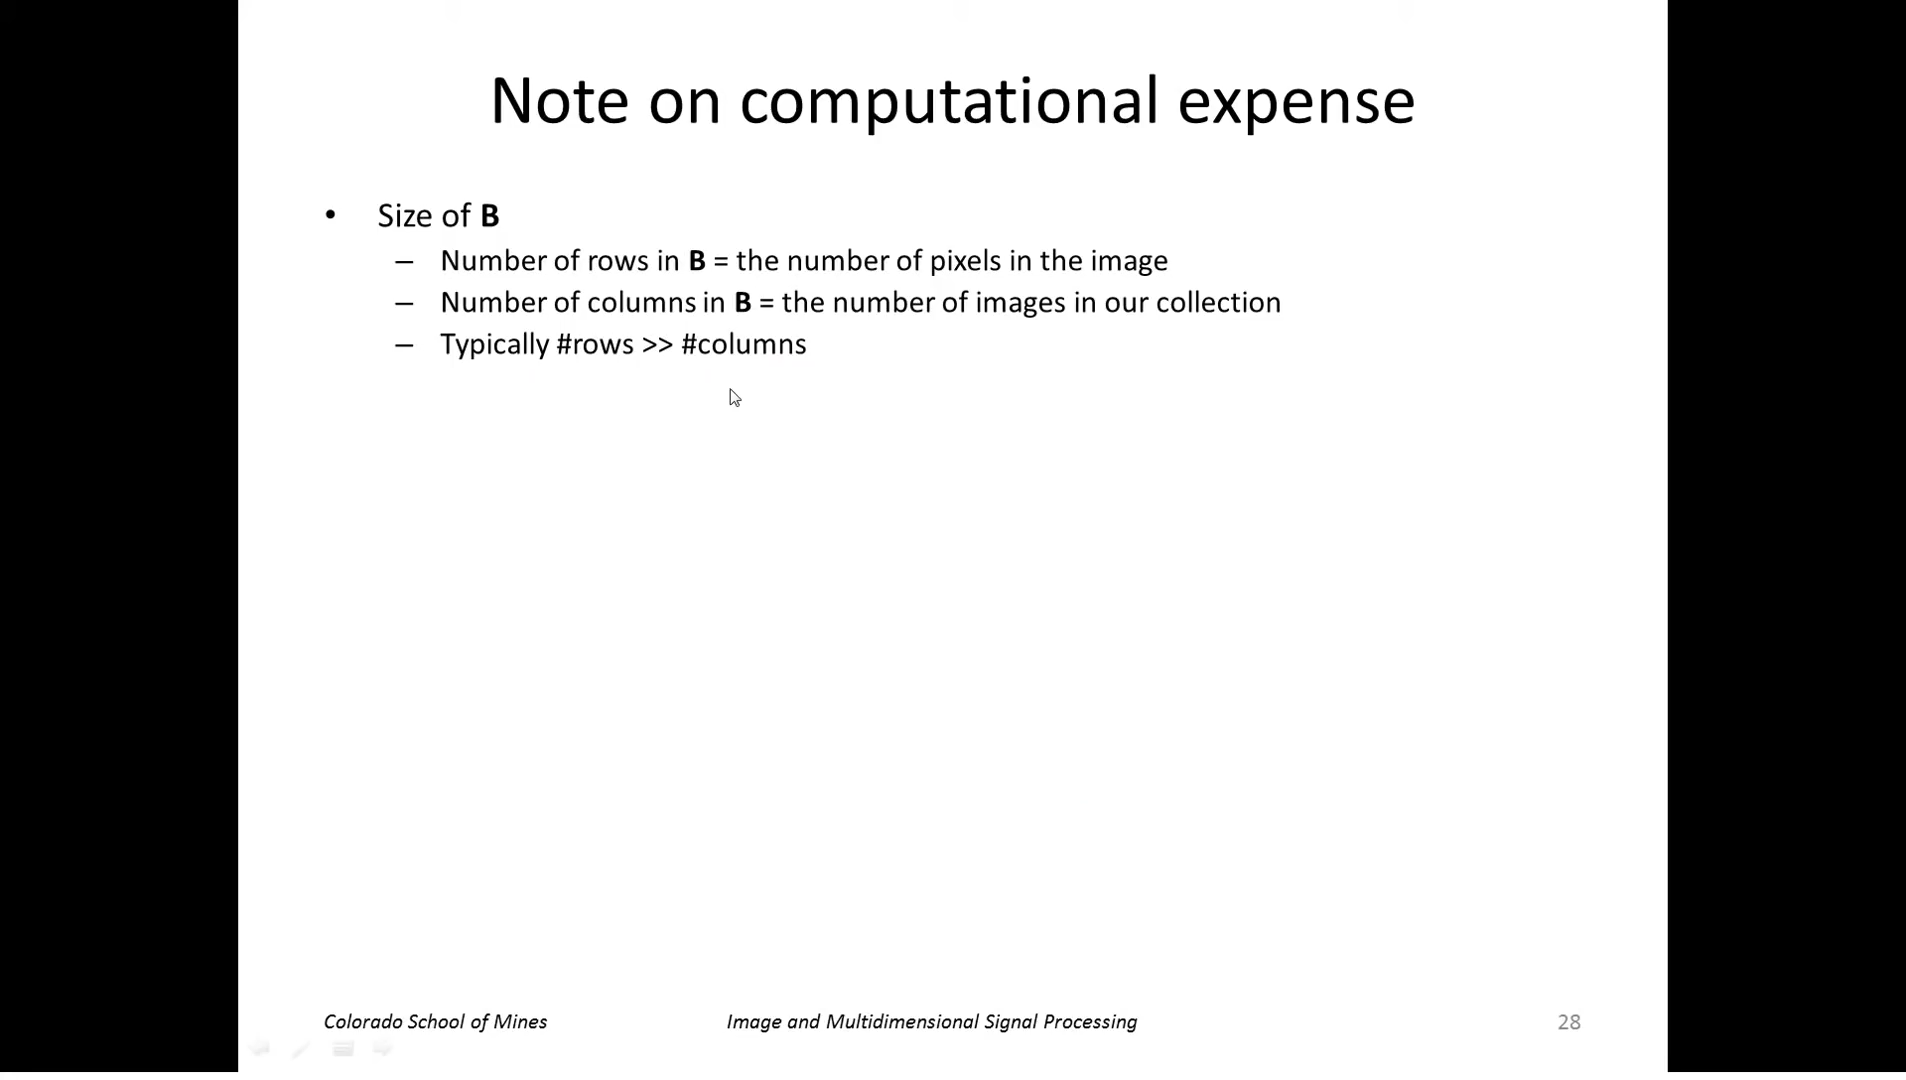 Note on computational expense
• Size of B
– Number of rows in B = the number of pixels in the image
– Number of columns in B = the number of images in our collection
– Typically #rows >> #columns
Colorado School of Mines
Image and Multidimensional Signal Processing
28